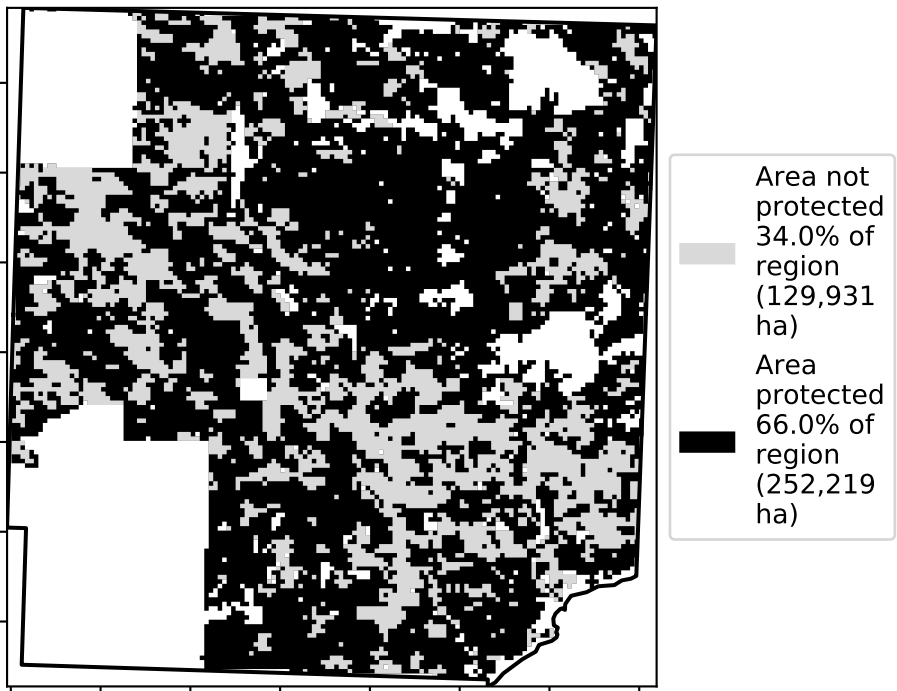 Area not
protected
34.0% of
region
(129,931
ha)
Area
protected
66.0% of
region
(252,219
ha)